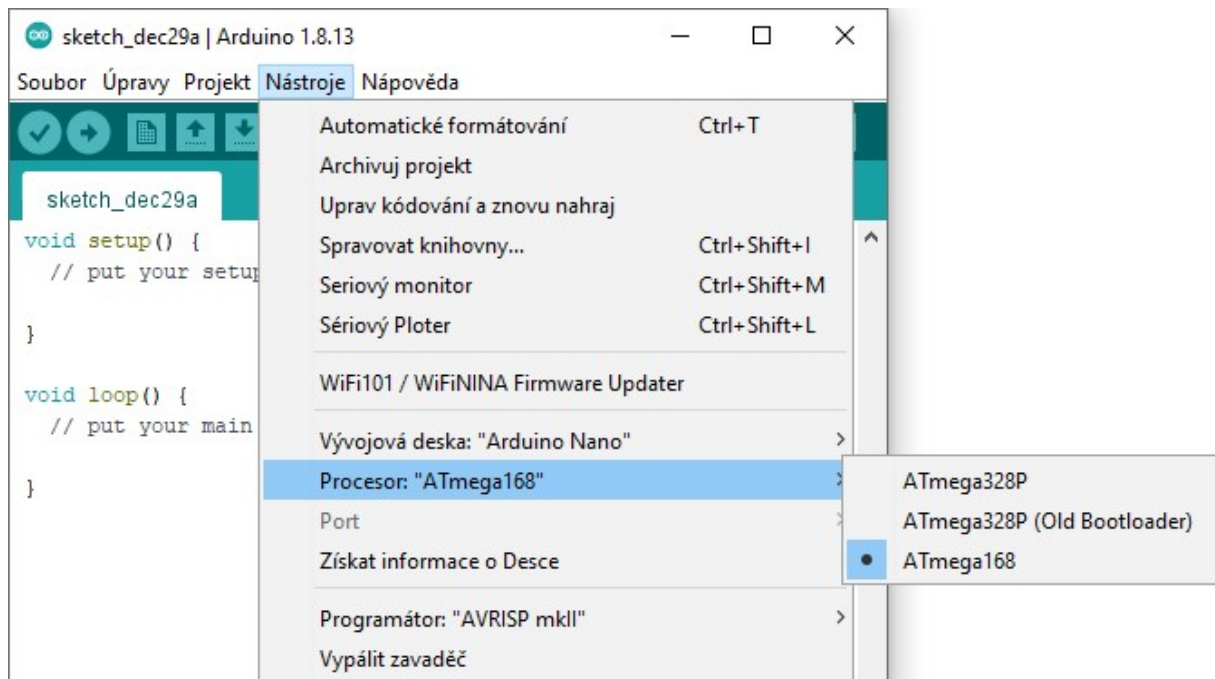 sketch_dec29a | Arduino 1.8.13
Soubor Úpravy Projekt Nástroje Nápověda
sketch_dec29a
void setup() {
// put your setup
}
void loop() {
// put your main
}
Automatické formátování Ctrl+T
Archivuj projekt
Uprav kódování a znovu nahraj
Spravovat knihovny... Ctrl+Shift+I
Seriový monitor Ctrl+Shift+M
Sériový Ploter Ctrl+Shift+L
WiFi101 / WiFiNINA Firmware Updater
Vývojová deska: "Arduino Nano"
Procesor: "ATmega168"
Port
Získat informace o Desce
Programátor: "AVRISP mkII"
Vypálit zavaděč
ATmega328P
ATmega328P (Old Bootloader)
ATmega168